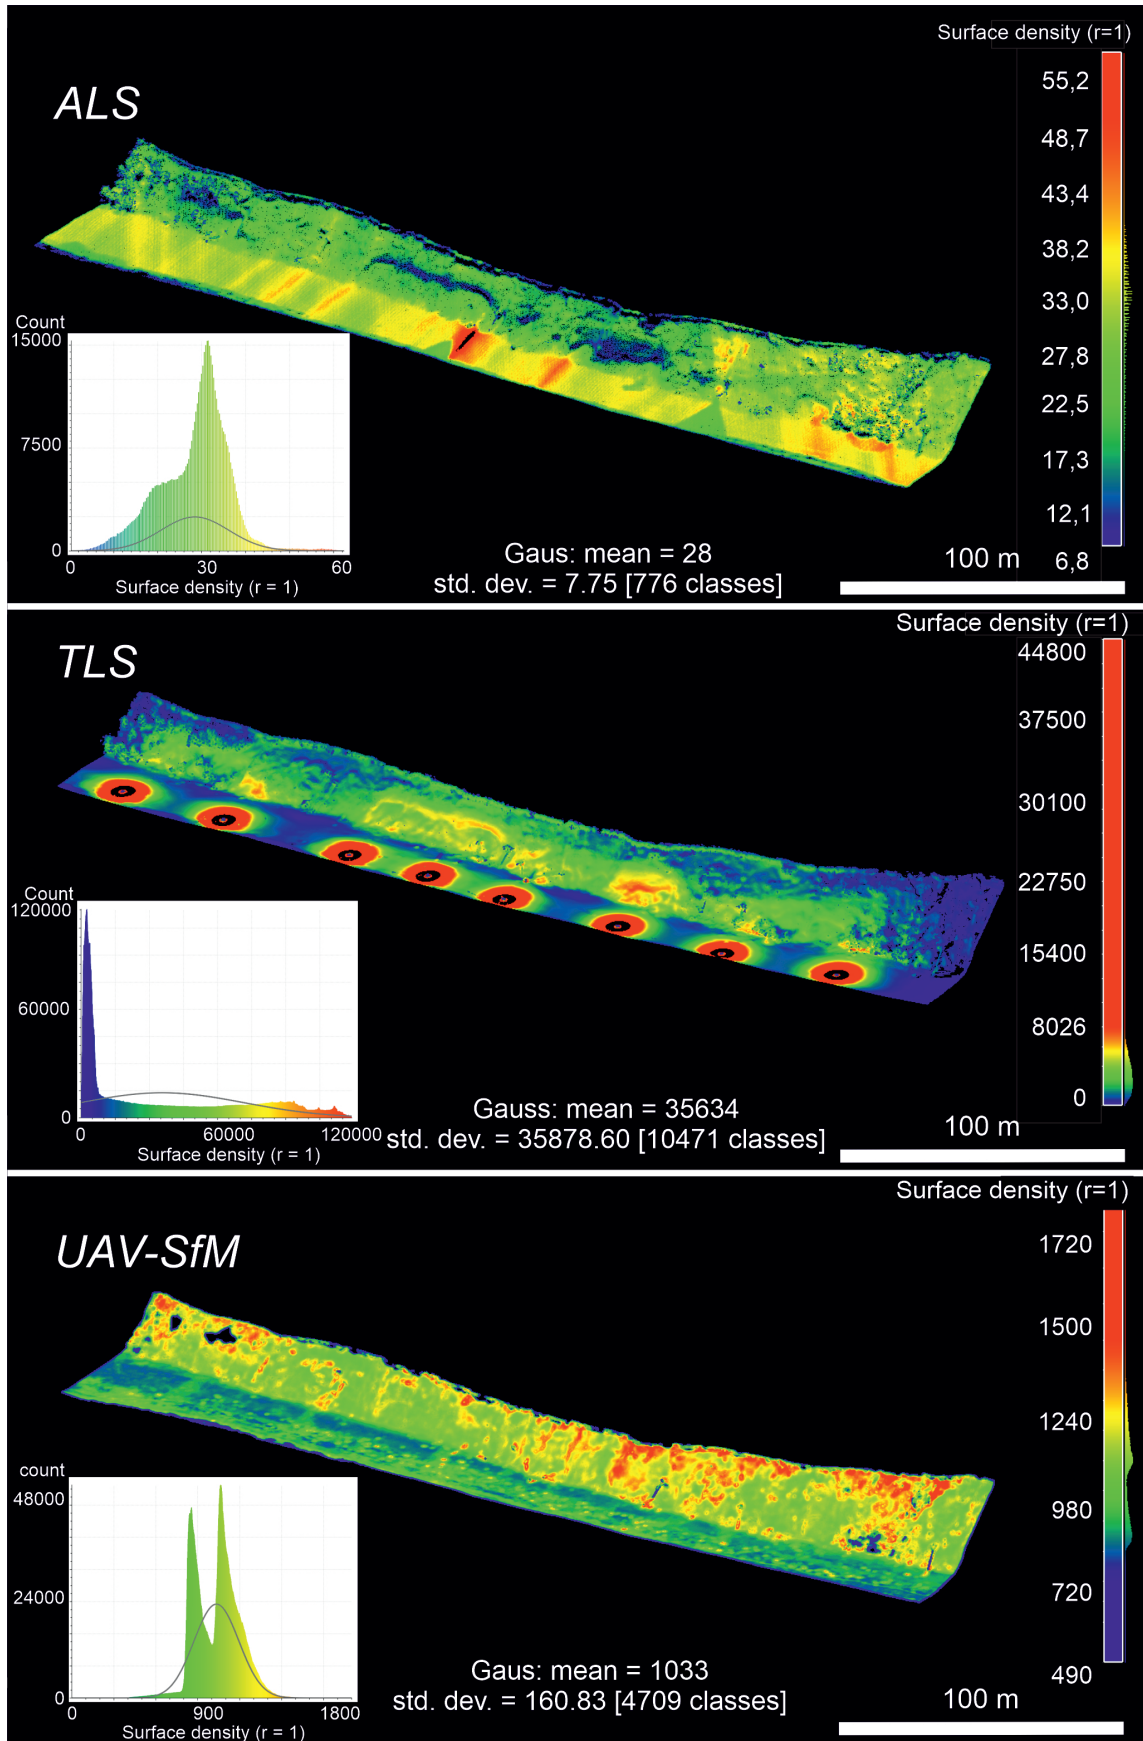 Surface density (r=1)
ALS
55,2
48,7
43,4
38,2
33,0
27,8
22,5
17,3
12,1
6,8
Count
15000
7500
0
0 30 60
Surface density (r = 1)
Gaus: mean = 28
std. dev. = 7.75 [776 classes]
100 m
Surface density (r=1)
TLS
44800
37500
30100
22750
15400
8026
0
Count
120000
60000
0
0 60000 120000
Surface density (r = 1)
Gauss: mean = 35634
std. dev. = 35878.60 [10471 classes]
100 m
Surface density (r=1)
UAV-SfM
1720
1500
1240
980
720
490
count
48000
24000
0
0 900 1800
Surface density (r = 1)
Gaus: mean = 1033
std. dev. = 160.83 [4709 classes]
100 m